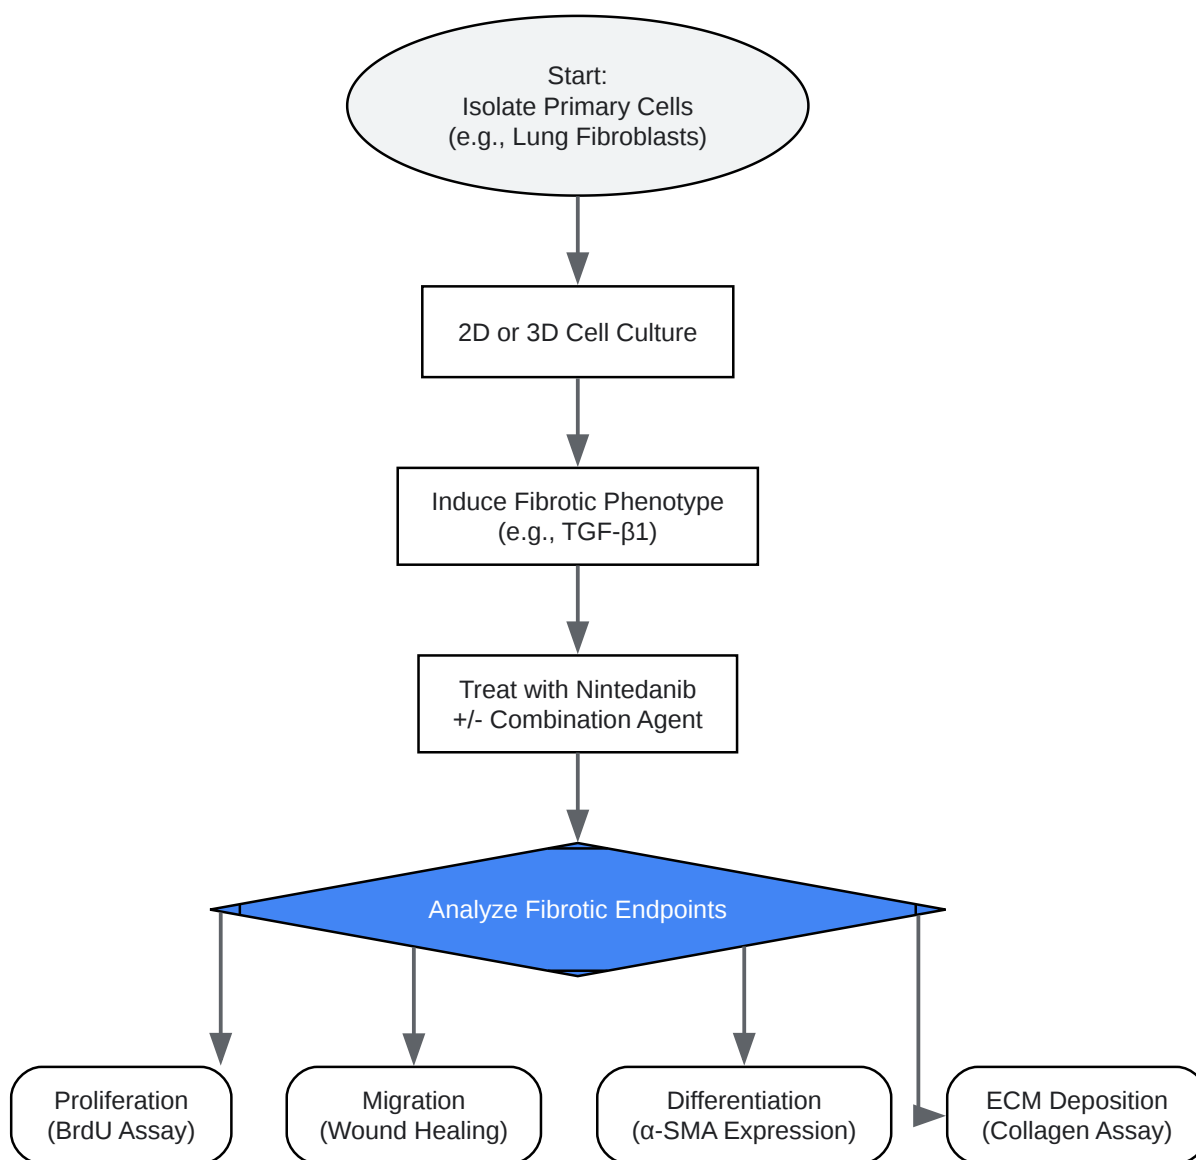 Start:
Isolate Primary Cells
(e.g., Lung Fibroblasts)
2D or 3D Cell Culture
Induce Fibrotic Phenotype
(e.g., TGF-β1)
Treat with Nintedanib
+/- Combination Agent
Analyze Fibrotic Endpoints
Proliferation
(BrdU Assay)
Migration
(Wound Healing)
Differentiation
(α-SMA Expression)
ECM Deposition
(Collagen Assay)